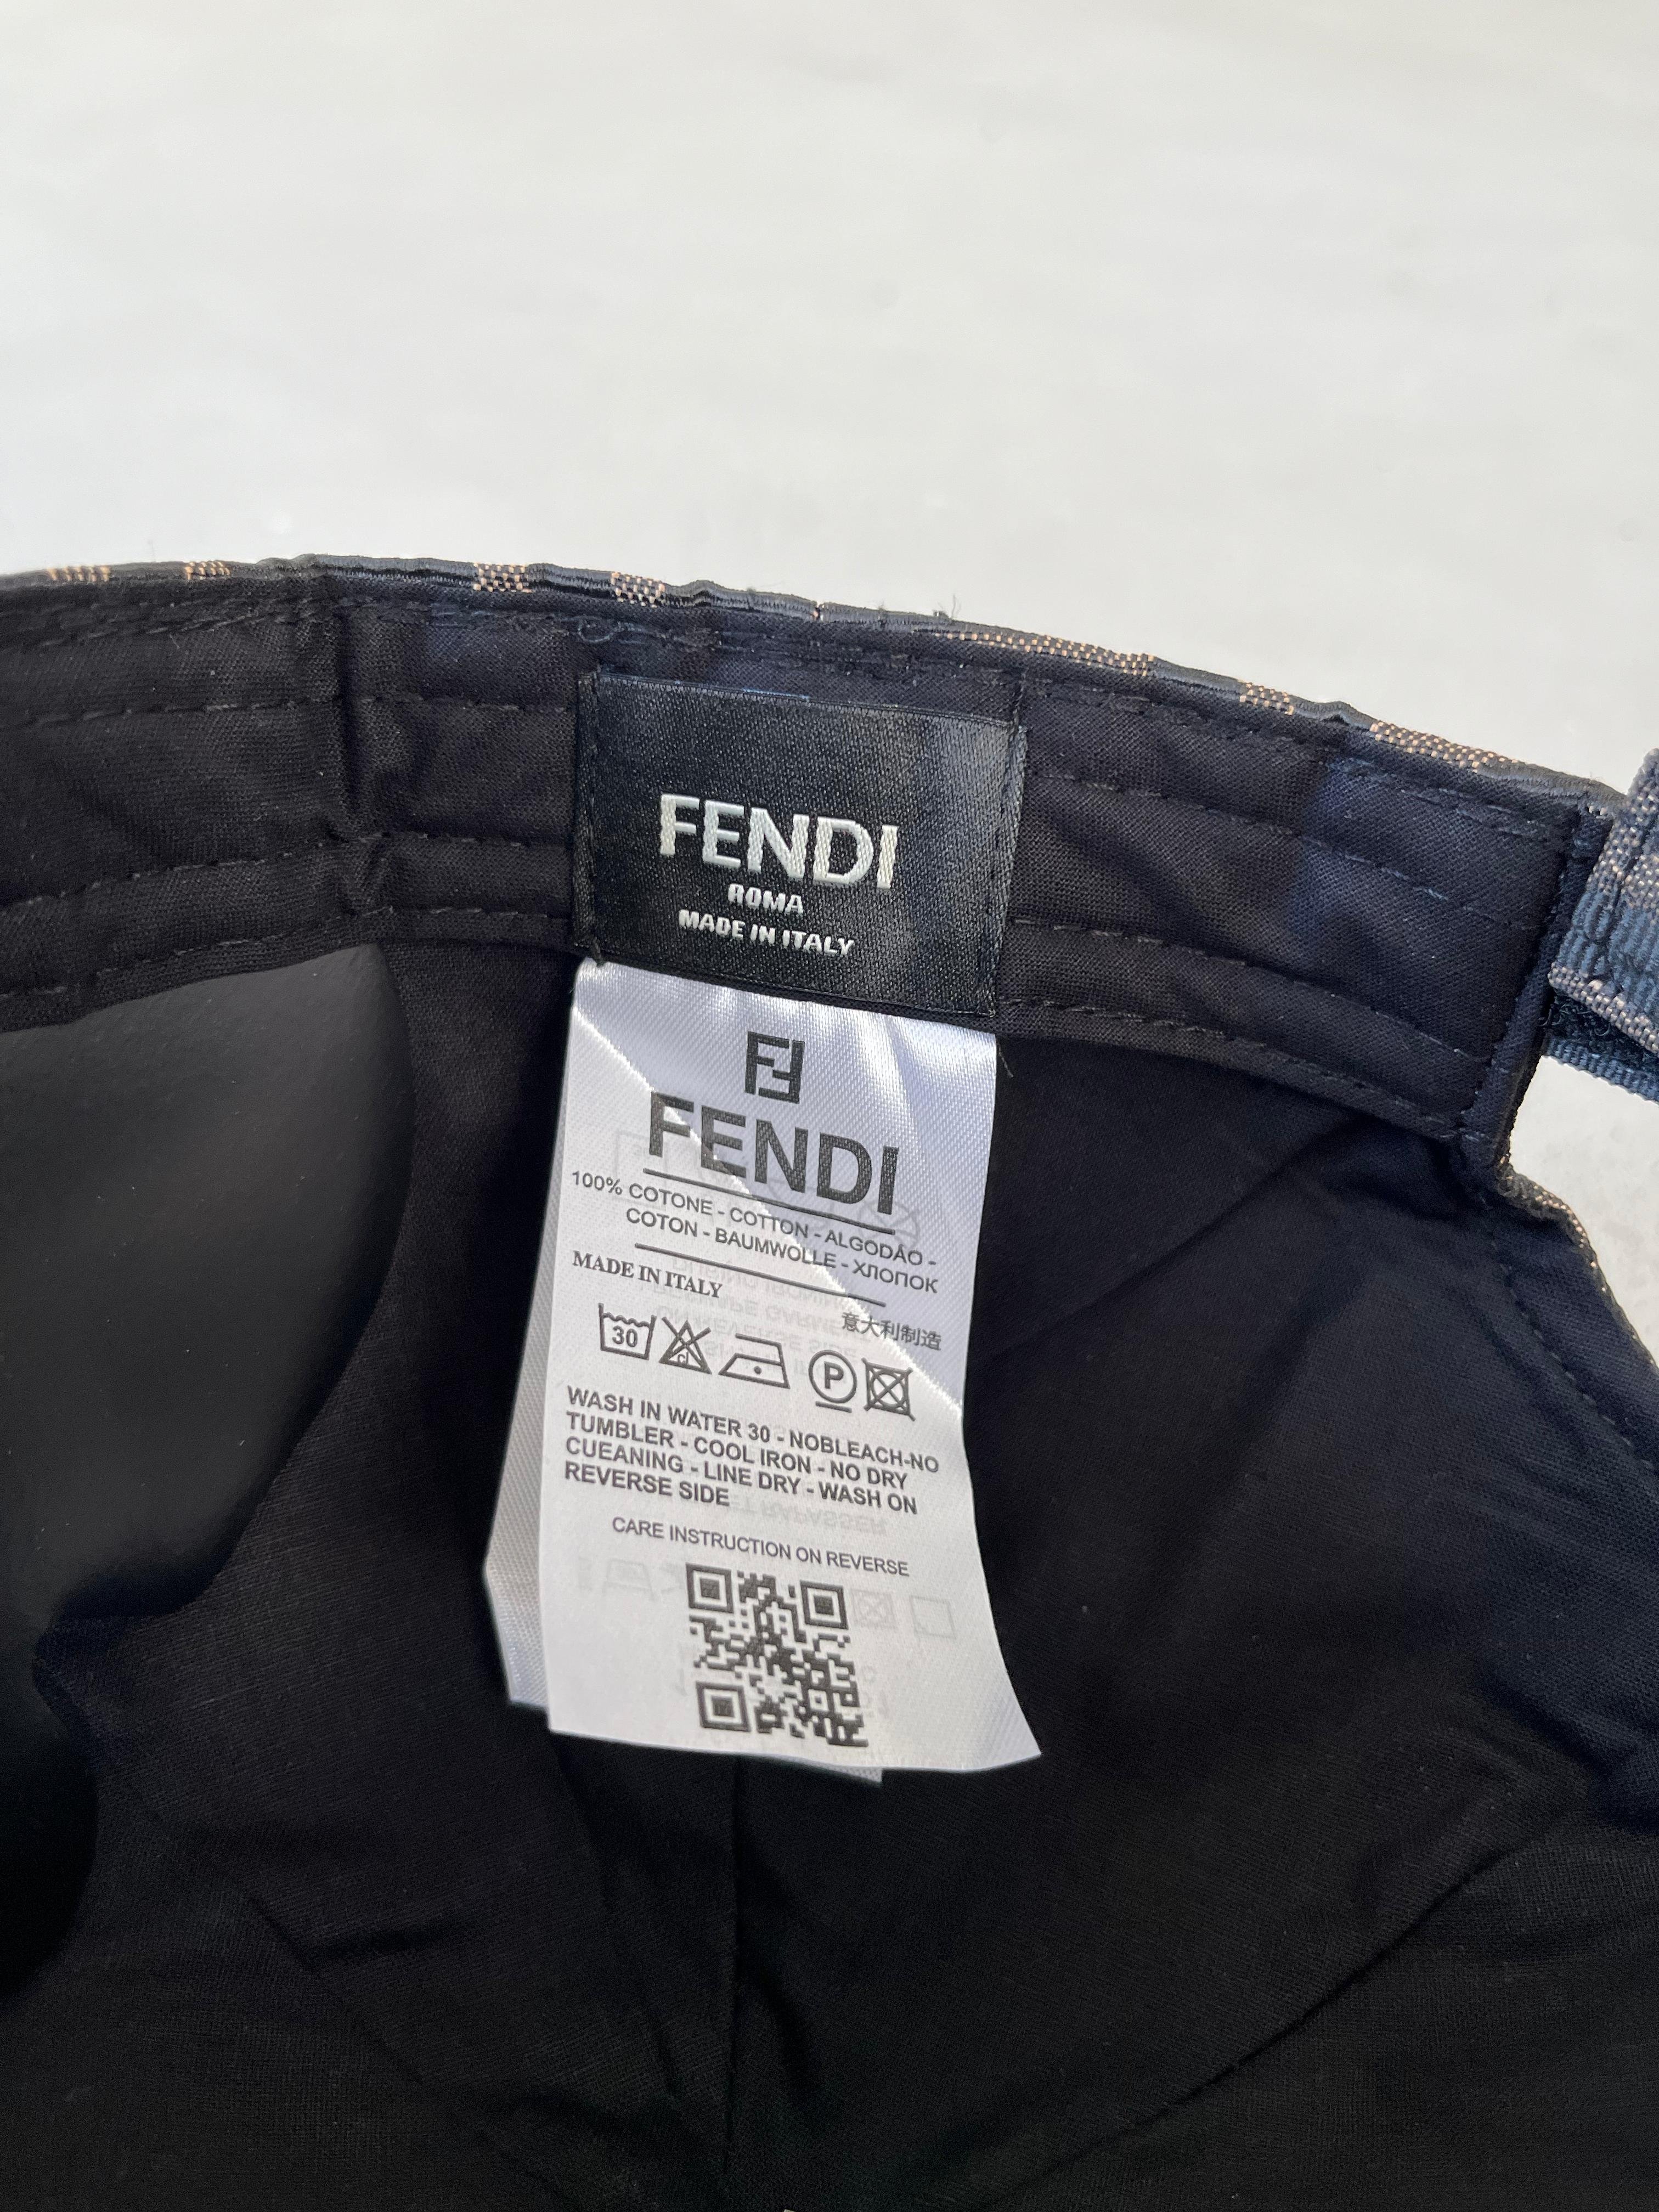 FENDI
ROMA
MADE IN ITALY
FENDI
100% COTONE - COTTON - ALGODÁO -
COTON - BAUMWOLLE - ХЛОПОК
MADE IN ITALY
意大利制造
30
cl
P
WASH IN WATER 30 - NOBLEACH-NO
TUMBLER - COOL IRON - NO DRY
CUEANING - LINE DRY - WASH ON
REVERSE SIDE
CARE INSTRUCTION ON REVERSE